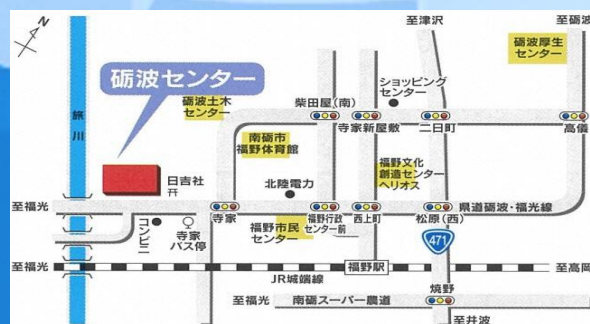 N
至津沢
至砺波
砺波厚生
センター
砺波センター
ショッピング
センター
砺波土木
センター
柴田屋(南)
旅川
寺家新屋敷
二日町
高儀
南砺市
福野体育館
福野文化
創造センター
ヘリオス
日吉社
北陸電力
至福光
寺家
福野行政
センター前
西上町
松原(西)
県道砺波・福光線
コンビニ
寺家
バス停
福野市民
センター
471
至福光
福野駅
至高岡
JR城端線
焼野
至福光
南砺スーパー農道
至井波